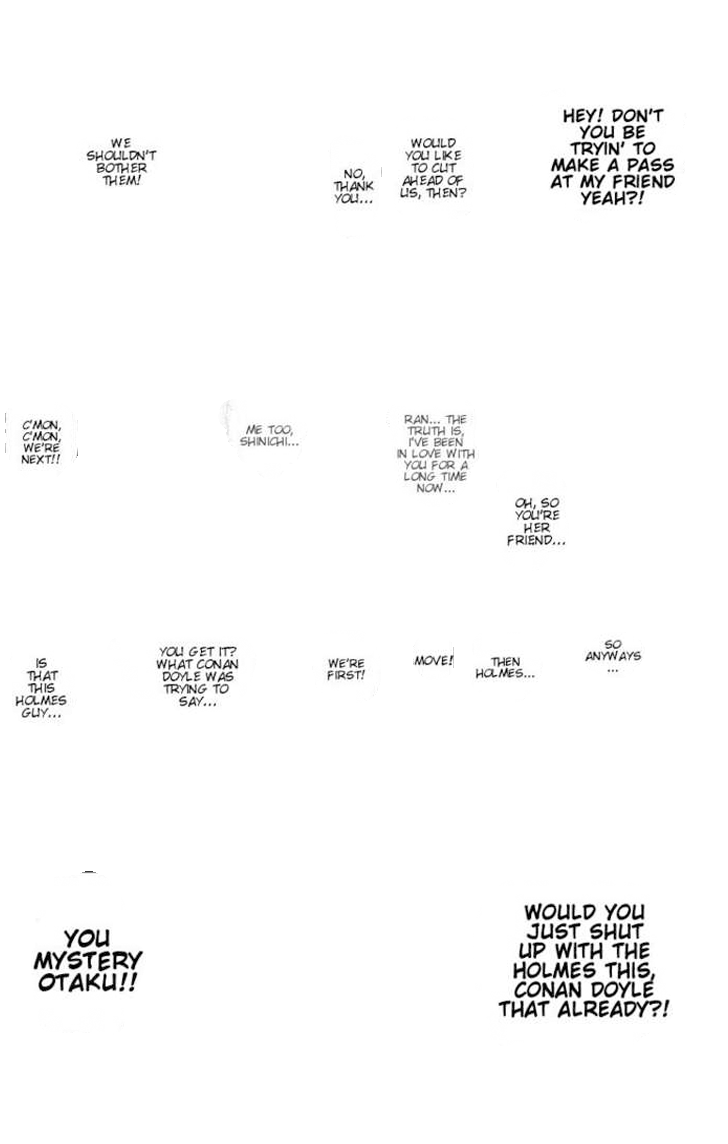 HEY! DON'T
YOU BE
TRYIN' TO
MAKE A PASS
AT MY FRIEND
YEAH?!
WOULD
YOU LIKE
TO CUT
AHEAD OF
US, THEN?
NO,
THANK
YOU...
WE
SHOULDN'T
BOTHER
THEM!
OH, SO
YOU'RE
HER
FRIEND...
RAN... THE
TRUTH IS,
I'VE BEEN
IN LOVE WITH
YOU FOR A
LONG TIME
NOW...
ME TOO,
SHINICHI...
C'MON,
C'MON,
WE'RE
NEXT!!
SO
ANYWAYS
...
THEN
HOLMES...
MOVE!
WE'RE
FIRST!
YOU GET IT?
WHAT CONAN
DOYLE WAS
TRYING TO
SAY...
IS
THAT
THIS
HOLMES
GUY...
WOULD YOU
JUST SHUT
UP WITH THE
HOLMES THIS,
CONAN DOYLE
THAT ALREADY?!
YOU
MYSTERY
OTAKU!!